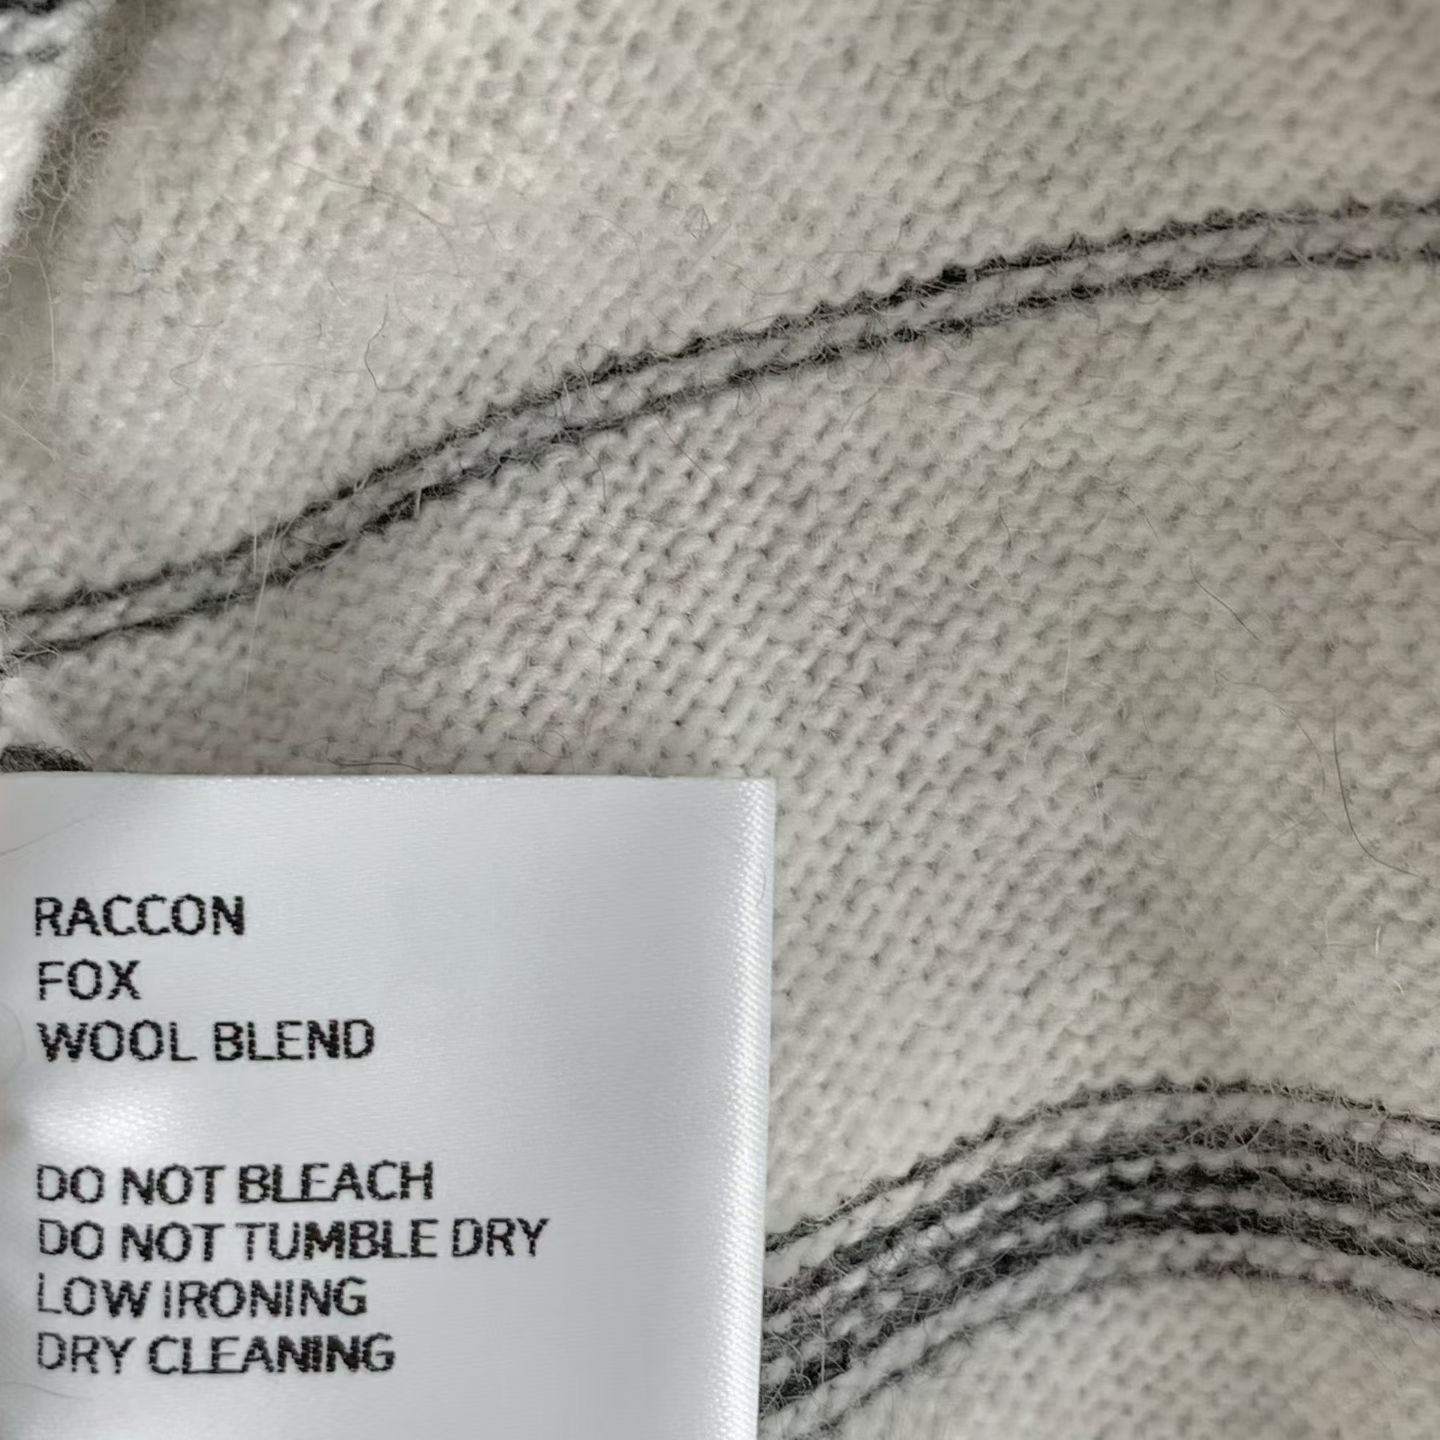 RACCON
FOX
WOOL BLEND
DO NOT BLEACH
DO NOT TUMBLE DRY
LOW IRONING
DRY CLEANING